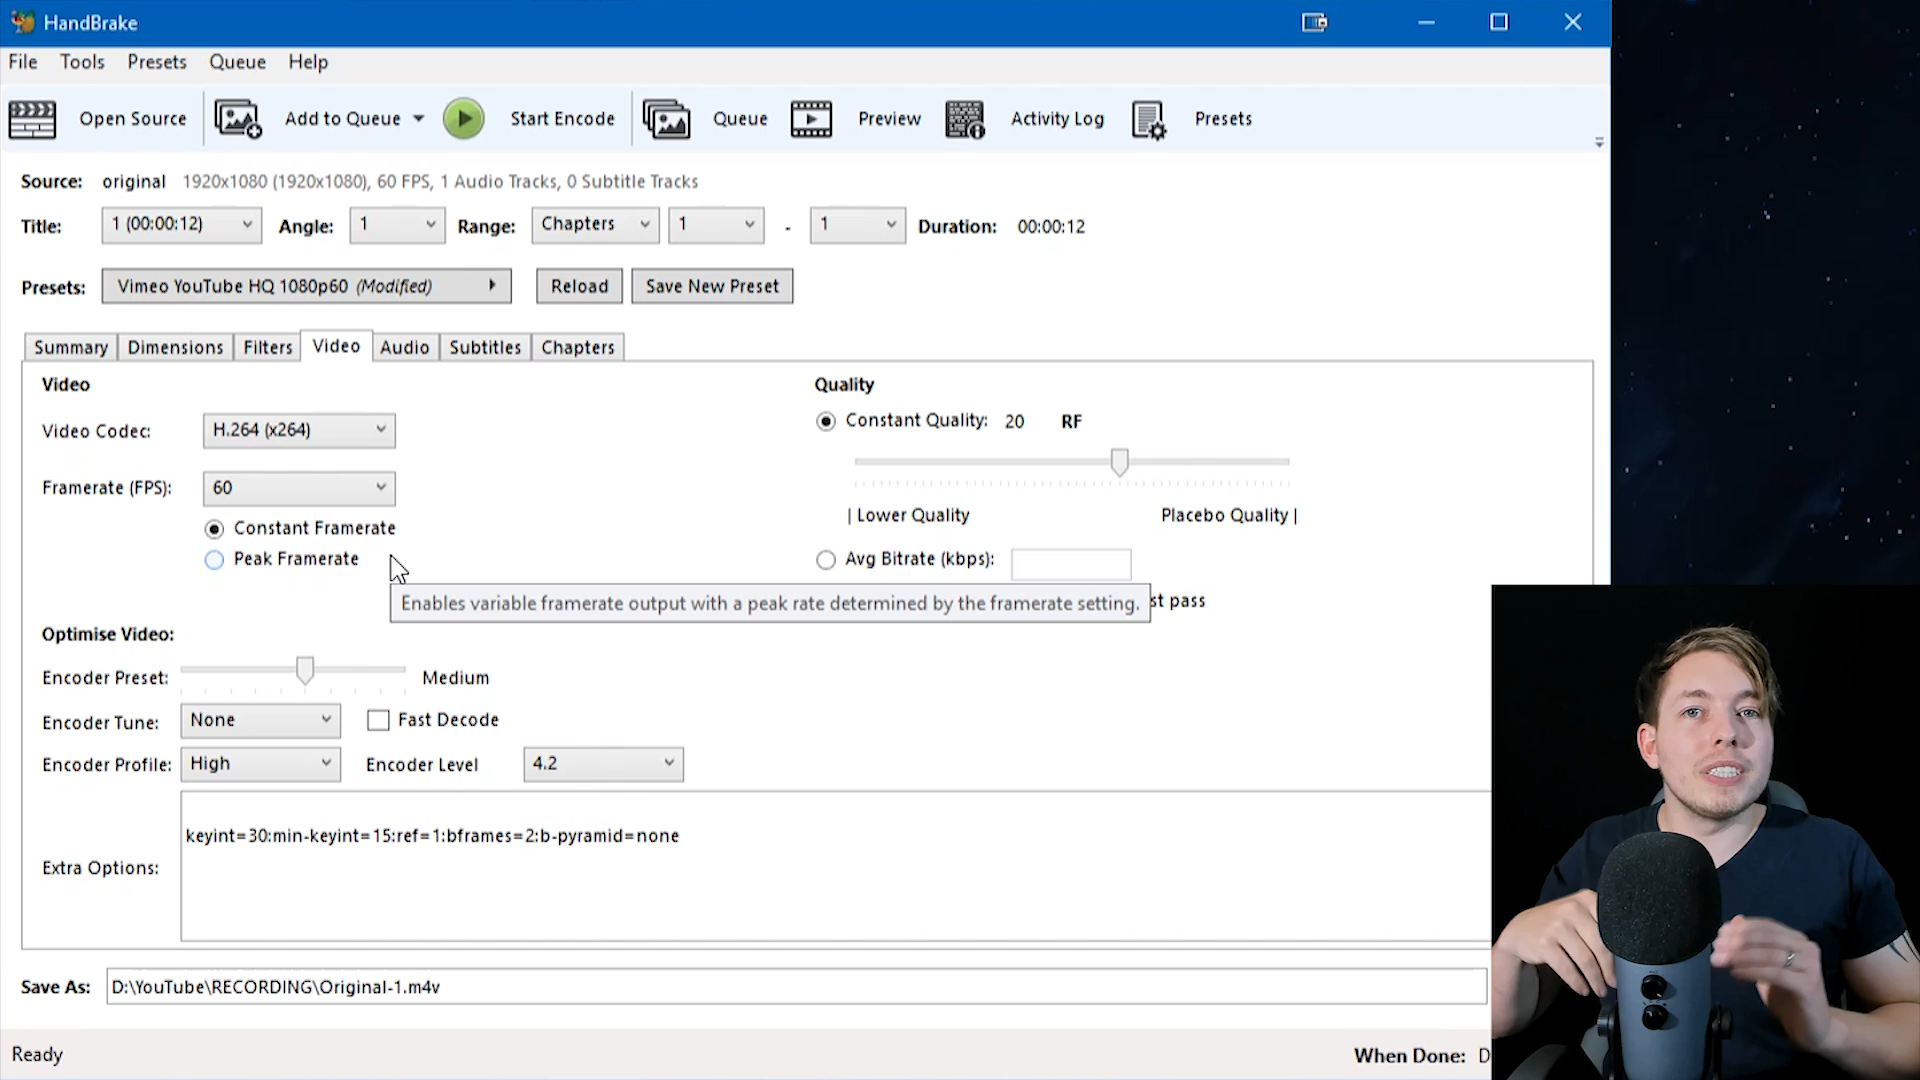 HandBrake
File Tools Presets Queue Help
Open Source Add to Queue Start Encode Queue Preview Activity Log Presets
Source: original 1920x1080 (1920x1080), 60 FPS, 1 Audio Tracks, 0 Subtitle Tracks
Title: 1 (00:00:12) Angle: 1 Range: Chapters 1 - 1 Duration: 00:00:12
Presets: Vimeo YouTube HQ 1080p60 (Modified) Reload Save New Preset
Summary Dimensions Filters Video Audio Subtitles Chapters
Video Quality
Video Codec: H.264 (x264) Constant Quality: 20 RF
Framerate (FPS): 60
| Lower Quality Placebo Quality |
Constant Framerate
Peak Framerate Avg Bitrate (kbps):
Enables variable framerate output with a peak rate determined by the framerate setting. st pass
Optimise Video:
Encoder Preset: Medium
Encoder Tune: None Fast Decode
Encoder Profile: High Encoder Level 4.2
keyint=30:min-keyint=15:ref=1:bframes=2:b-pyramid=none
Extra Options:
Save As: D:\YouTube\RECORDING\Original-1.m4v
Ready When Done: D